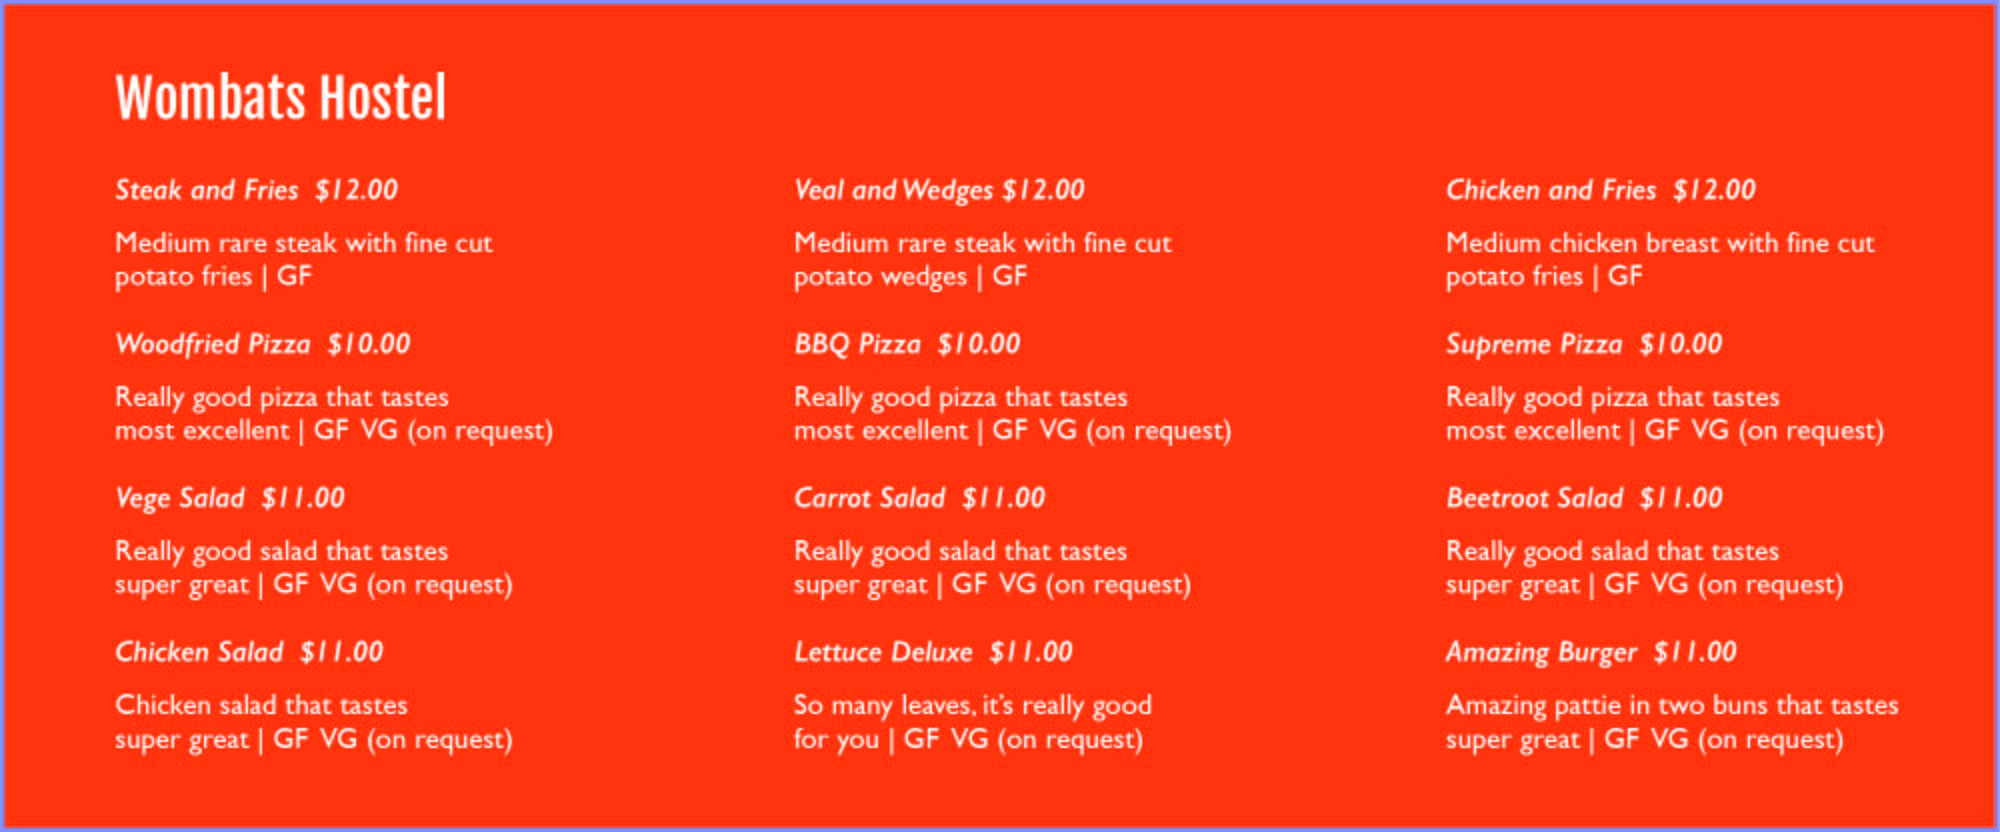 Wombats Hostel
Steak and Fries $12.00
Medium rare steak with fine cut
potato fries | GF
Woodfried Pizza $10.00
Really good pizza that tastes
most excellent | GF VG (on request)
Vege Salad $11.00
Really good salad that tastes
super great | GF VG (on request)
Chicken Salad $11.00
Chicken salad that tastes
super great | GF VG (on request)
Veal and Wedges $12.00
Medium rare steak with fine cut
potato wedges | GF
BBQ Pizza $10.00
Really good pizza that tastes
most excellent | GF VG (on request)
Carrot Salad $11.00
Really good salad that tastes
super great | GF VG (on request)
Lettuce Deluxe $11.00
So many leaves, it’s really good
for you | GF VG (on request)
Chicken and Fries $12.00
Medium chicken breast with fine cut
potato fries | GF
Supreme Pizza $10.00
Really good pizza that tastes
most excellent | GF VG (on request)
Beetroot Salad $11.00
Really good salad that tastes
super great | GF VG (on request)
Amazing Burger $11.00
Amazing pattie in two buns that tastes
super great | GF VG (on request)